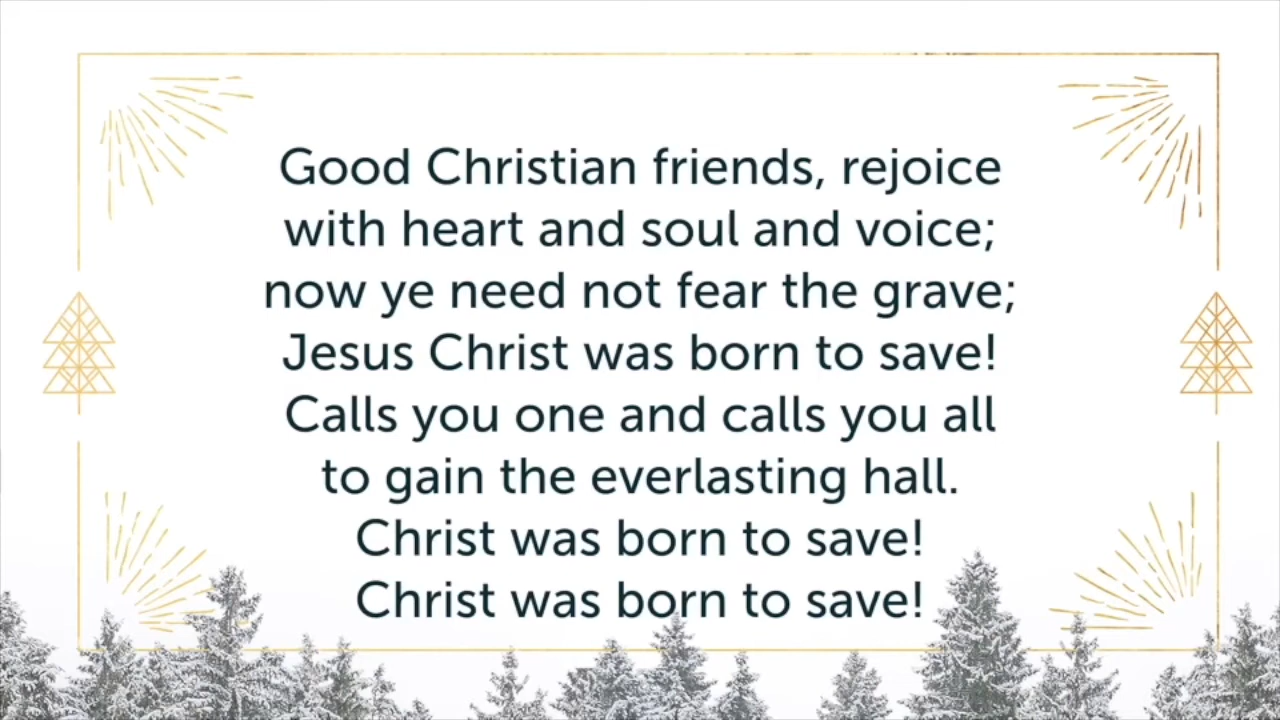 Good Christian friends, rejoice
with heart and soul and voice;
now ye need not fear the grave;
Jesus Christ was born to save!
Calls you one and calls you all
to gain the everlasting hall.
Christ was born to save!
Christ was born to save!